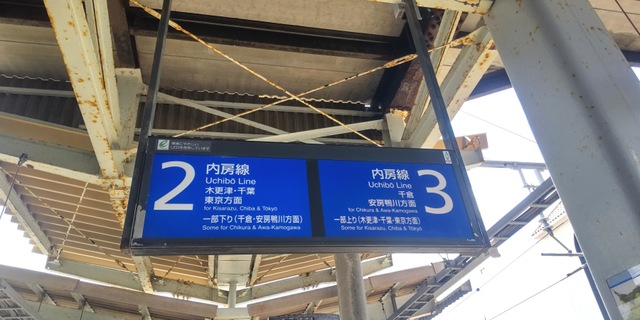 2
内房線
Uchibō Line
木更津・千葉
東京方面
for Kisarazu, Chiba & Tokyo
一部下り(千倉・安房鴨川方面)
Some for Chikura & Awa-Kamogawa
内房線
Uchibō Line
千倉
安房鴨川方面
for Chikura & Awa-Kamogawa
一部上り(木更津・千葉・東京方面)
Some for Kisarazu, Chiba & Tokyo
3